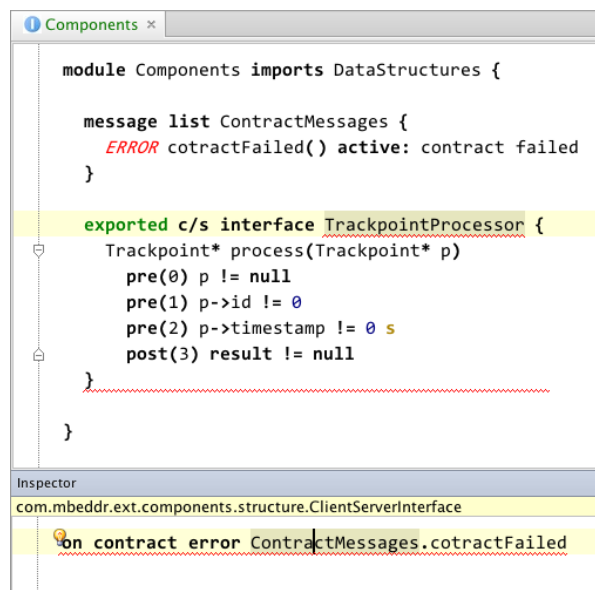 Components ×
module Components imports DataStructures {
message list ContractMessages {
ERROR cotractFailed() active: contract failed
}
exported c/s interface TrackpointProcessor {
Trackpoint* process(Trackpoint* p)
pre(0) p != null
pre(1) p->id != 0
pre(2) p->timestamp != 0 s
post(3) result != null
}
}
Inspector
com.mbeddr.ext.components.structure.ClientServerInterface
on contract error ContractMessages.cotractFailed